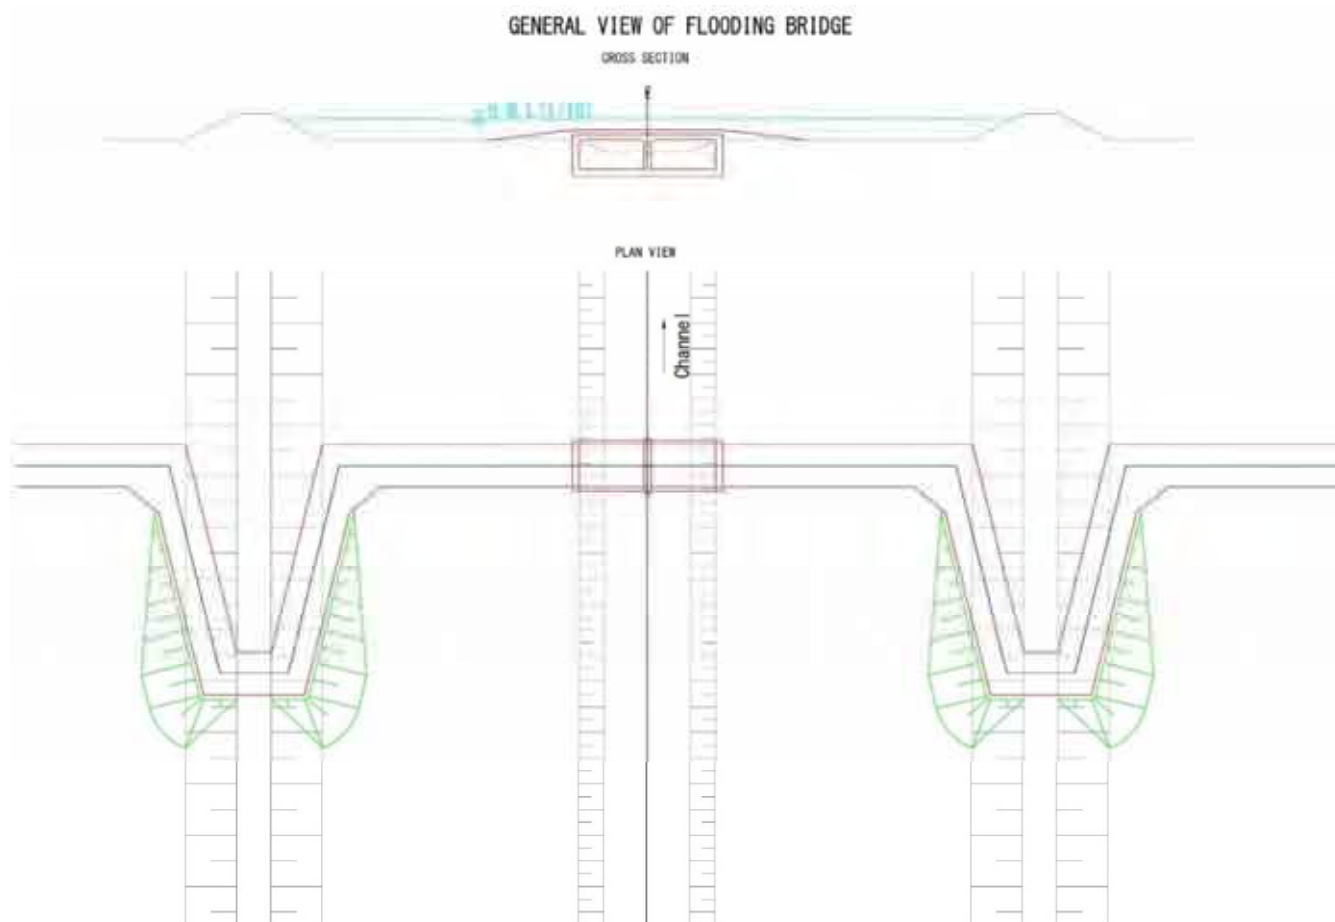 GENERAL VIEW OF FLOODING BRIDGE
CROSS SECTION
PLAN VIEW
Channel